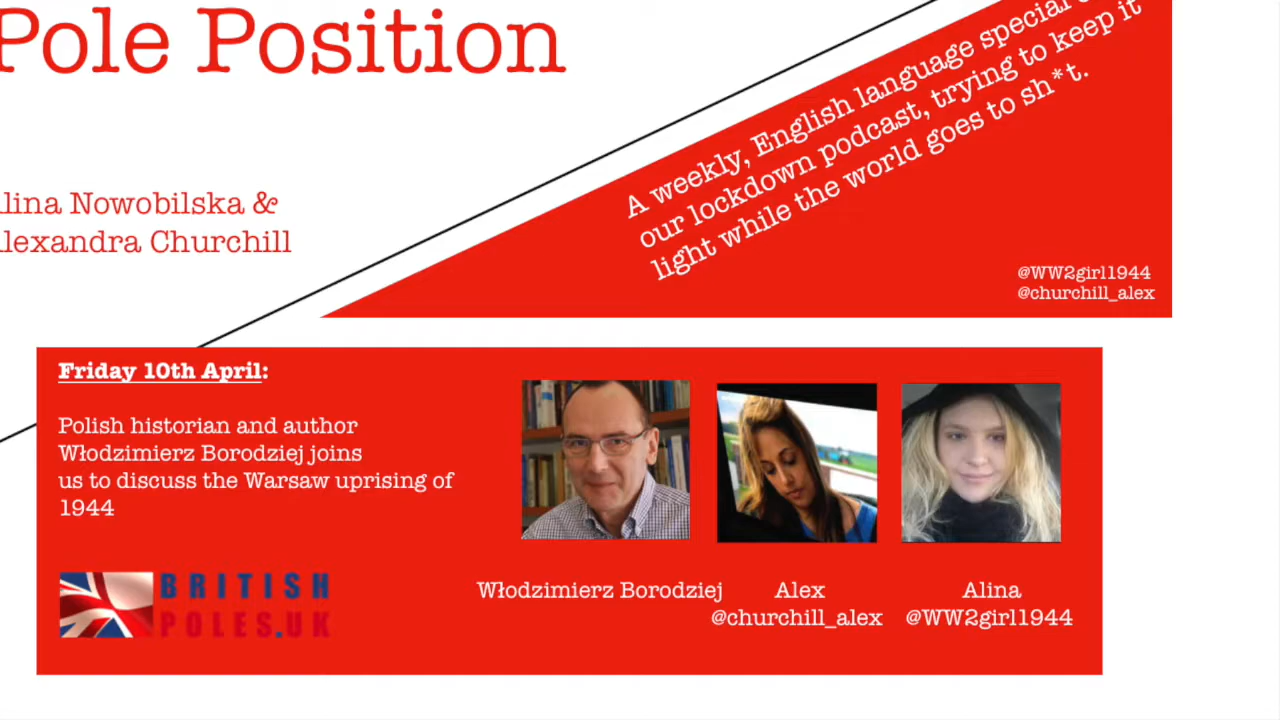 Pole Position
A weekly, English language special
our lockdown podcast, trying to keep it
light while the world goes to sh*t.
lina Nowobilska &
lexandra Churchill
@WW2girl1944
@churchill_alex
Friday 10th April:
Polish historian and author
Włodzimierz Borodziej joins
us to discuss the Warsaw uprising of
1944
BRITISH
POLES.UK
Włodzimierz Borodziej
Alex
@churchill_alex
Alina
@WW2girl1944